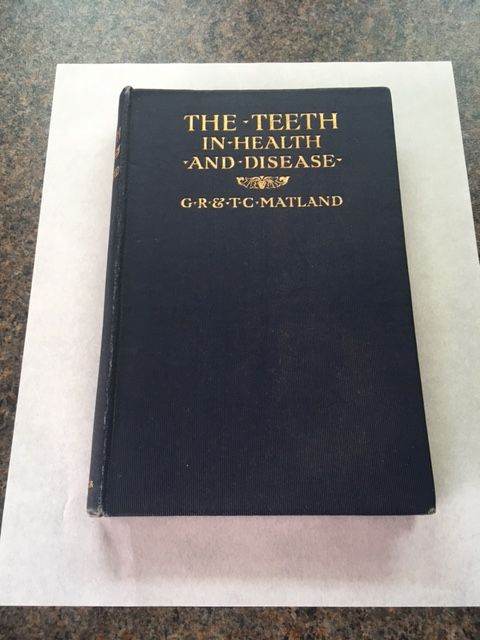 THE·TEETH
IN·HEALTH
·AND·DISEASE·
G·R·&·T·C·MATLAND